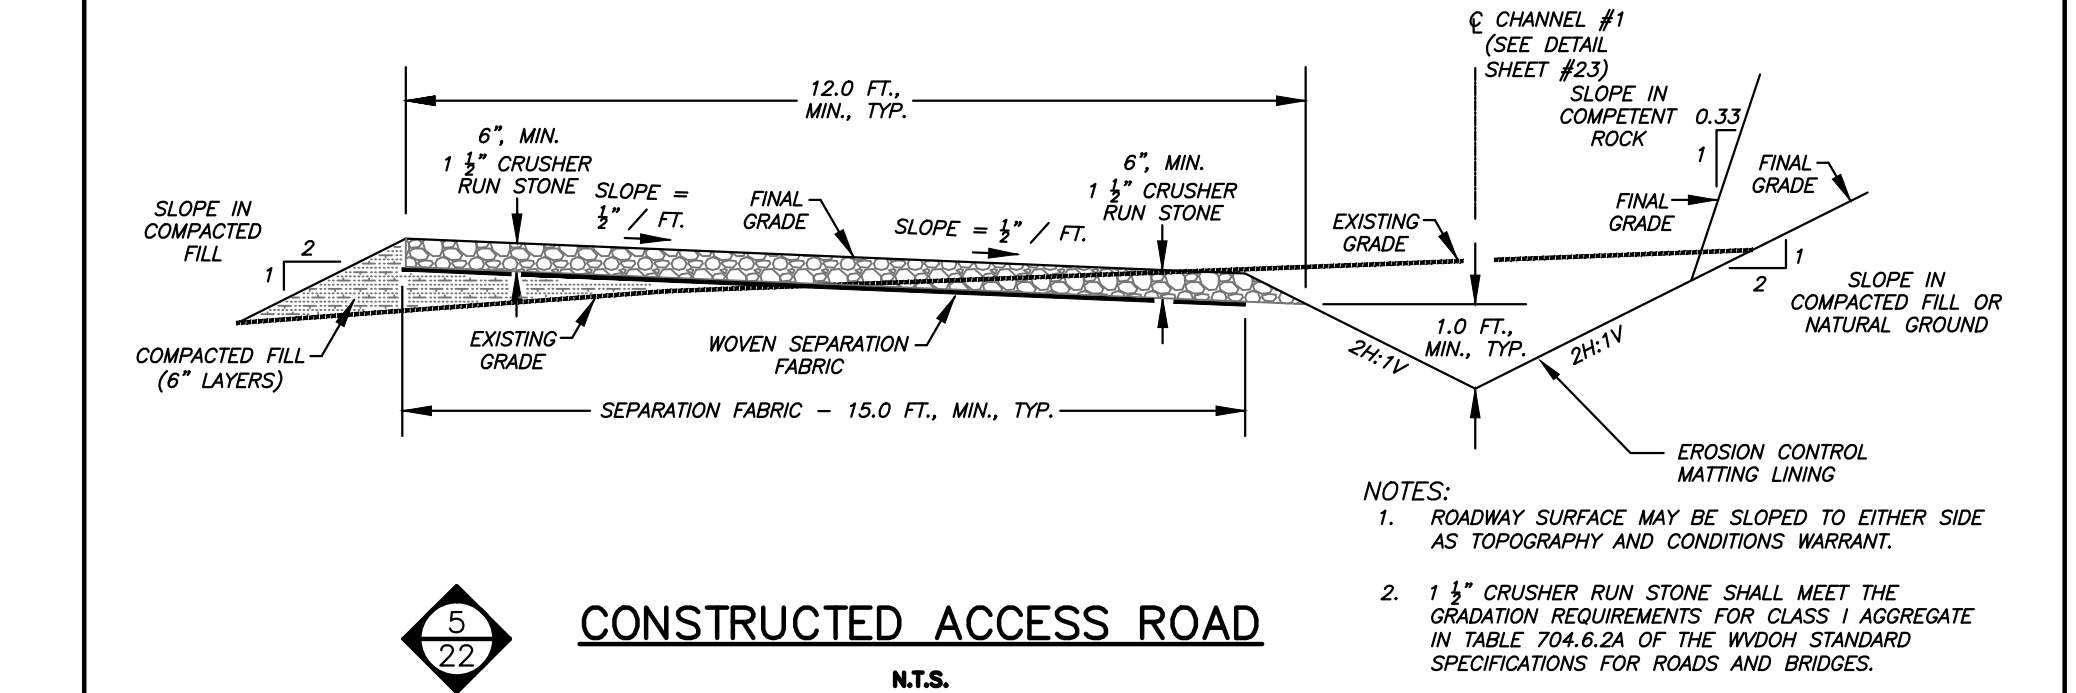 ℄ CHANNEL #1
(SEE DETAIL
SHEET #23)
12.0 FT.,
MIN., TYP.
SLOPE IN
COMPETENT
ROCK
0.33
1
6", MIN.
1 1/2" CRUSHER
RUN STONE
SLOPE =
1/2" / FT.
FINAL
GRADE
SLOPE = 1/2" / FT.
6", MIN.
1 1/2" CRUSHER
RUN STONE
EXISTING
GRADE
FINAL
GRADE
FINAL
GRADE
SLOPE IN
COMPACTED
FILL
2
1
1
2
SLOPE IN
COMPACTED FILL OR
NATURAL GROUND
COMPACTED FILL
(6" LAYERS)
EXISTING
GRADE
WOVEN SEPARATION
FABRIC
1.0 FT.,
MIN., TYP.
2H:1V
2H:1V
SEPARATION FABRIC – 15.0 FT., MIN., TYP.
EROSION CONTROL
MATTING LINING
NOTES:
1. ROADWAY SURFACE MAY BE SLOPED TO EITHER SIDE
AS TOPOGRAPHY AND CONDITIONS WARRANT.
2. 1 1/2" CRUSHER RUN STONE SHALL MEET THE
GRADATION REQUIREMENTS FOR CLASS I AGGREGATE
IN TABLE 704.6.2A OF THE WVDOH STANDARD
SPECIFICATIONS FOR ROADS AND BRIDGES.
5
22
CONSTRUCTED ACCESS ROAD
N.T.S.